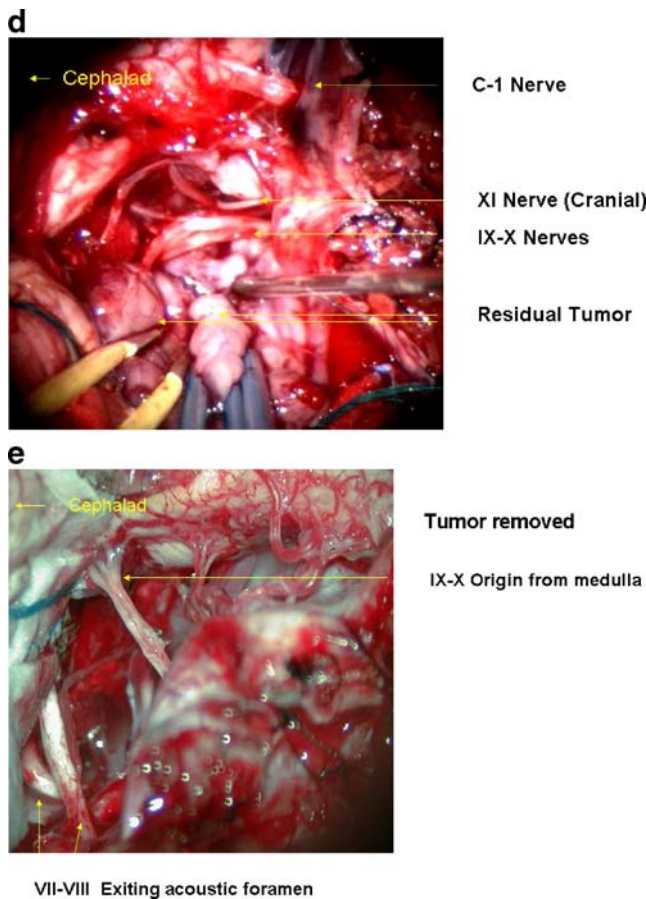 d
Cephalad
C-1 Nerve
XI Nerve (Cranial)
IX-X Nerves
Residual Tumor
e
Cephalad
Tumor removed
IX-X Origin from medulla
VII-VIII Exiting acoustic foramen